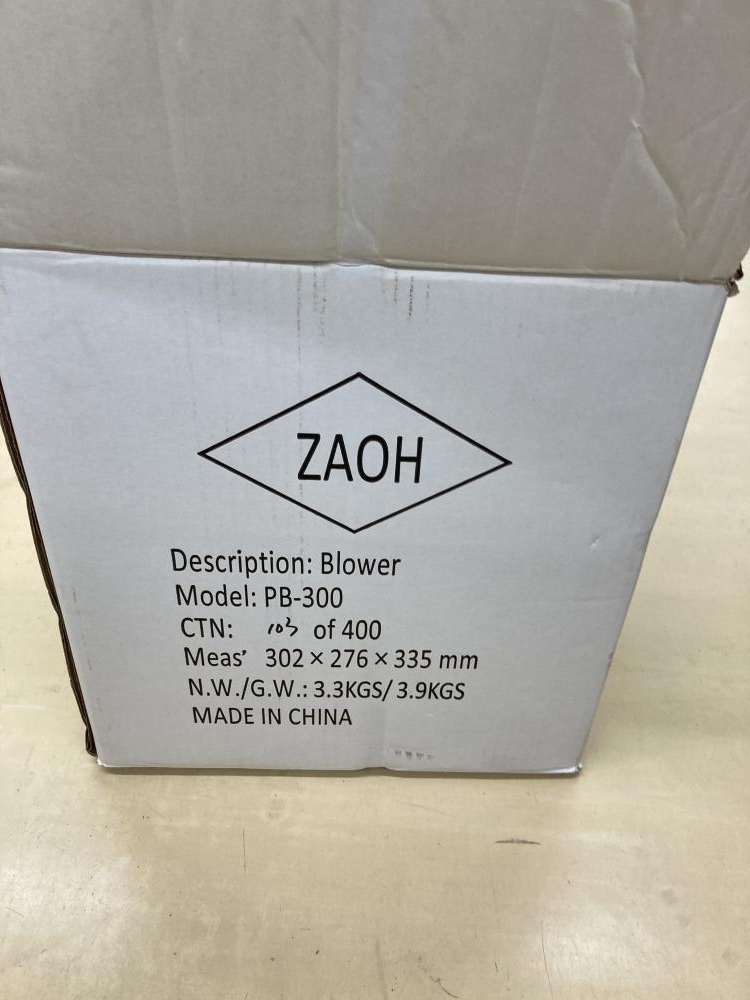 ZAOH
Description: Blower
Model: PB-300
CTN: 103 of 400
Meas’ 302×276×335 mm
N.W./G.W.: 3.3KGS/ 3.9KGS
MADE IN CHINA